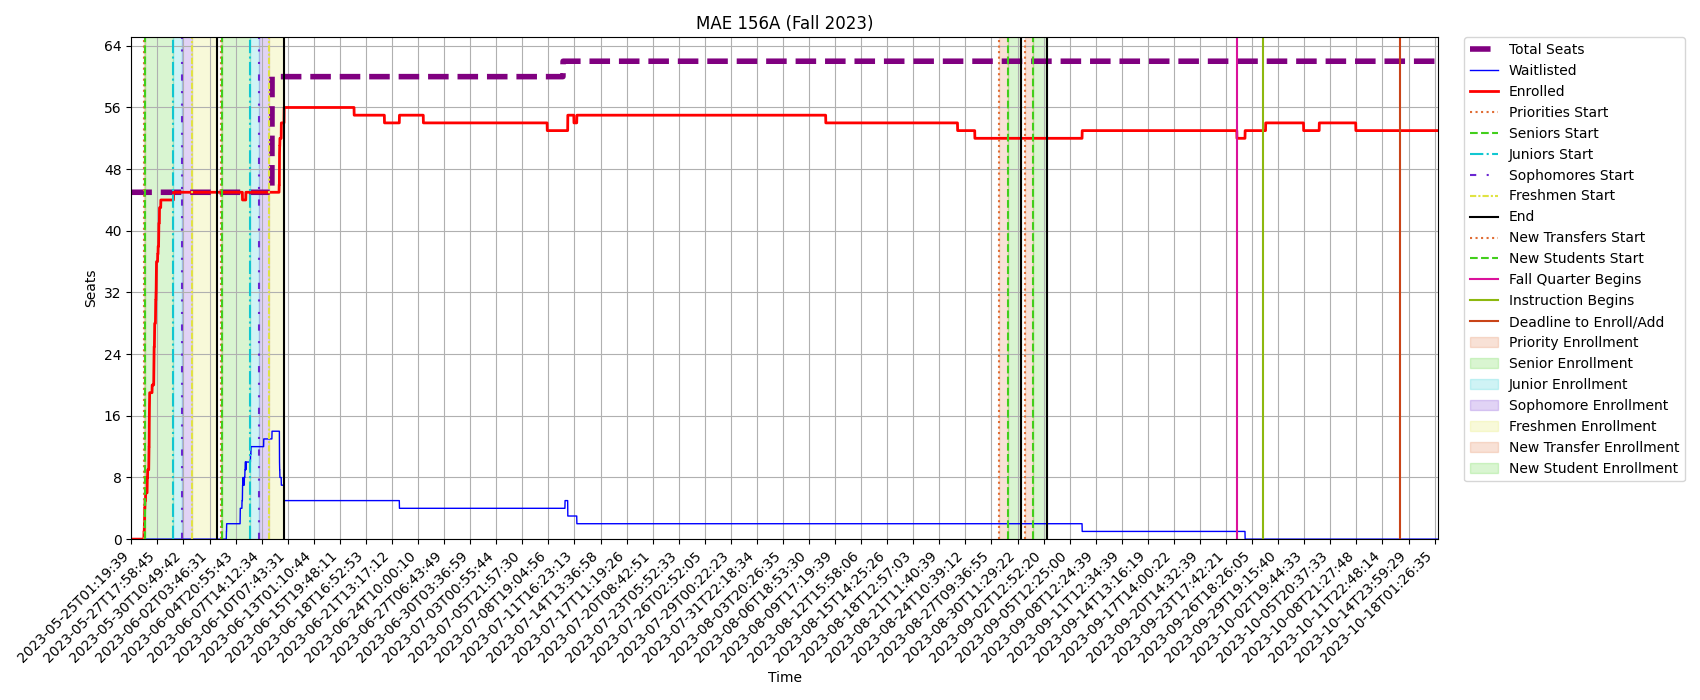 MAE 156A (Fall 2023)
Seats
64
56
48
40
32
24
16
8
0
2023-05-25T01:19:39
2023-05-27T17:58:45
2023-05-30T10:49:42
2023-06-02T03:46:31
2023-06-04T20:55:43
2023-06-07T14:12:34
2023-06-10T07:43:31
2023-06-13T01:10:44
2023-06-15T19:48:11
2023-06-18T16:52:53
2023-06-21T13:17:12
2023-06-24T10:00:10
2023-06-27T06:43:49
2023-06-30T03:36:59
2023-07-03T00:55:44
2023-07-05T21:57:30
2023-07-08T19:04:56
2023-07-11T16:23:13
2023-07-14T13:36:58
2023-07-17T11:19:26
2023-07-20T08:42:51
2023-07-23T05:52:33
2023-07-26T02:52:05
2023-07-29T00:22:23
2023-07-31T22:18:34
2023-08-03T20:26:35
2023-08-06T18:53:30
2023-08-09T17:19:39
2023-08-12T15:58:06
2023-08-15T14:25:26
2023-08-18T12:57:03
2023-08-21T11:40:39
2023-08-24T10:39:12
2023-08-27T09:36:55
2023-08-30T11:29:22
2023-09-02T12:52:20
2023-09-05T12:25:00
2023-09-08T12:24:39
2023-09-11T12:34:39
2023-09-14T13:16:19
2023-09-17T14:00:22
2023-09-20T14:32:39
2023-09-23T17:42:21
2023-09-26T18:26:05
2023-09-29T19:15:40
2023-10-02T19:44:33
2023-10-05T20:37:33
2023-10-08T21:27:48
2023-10-11T22:48:14
2023-10-14T23:59:29
2023-10-18T01:26:35
Time
Total Seats
Waitlisted
Enrolled
Priorities Start
Seniors Start
Juniors Start
Sophomores Start
Freshmen Start
End
New Transfers Start
New Students Start
Fall Quarter Begins
Instruction Begins
Deadline to Enroll/Add
Priority Enrollment
Senior Enrollment
Junior Enrollment
Sophomore Enrollment
Freshmen Enrollment
New Transfer Enrollment
New Student Enrollment